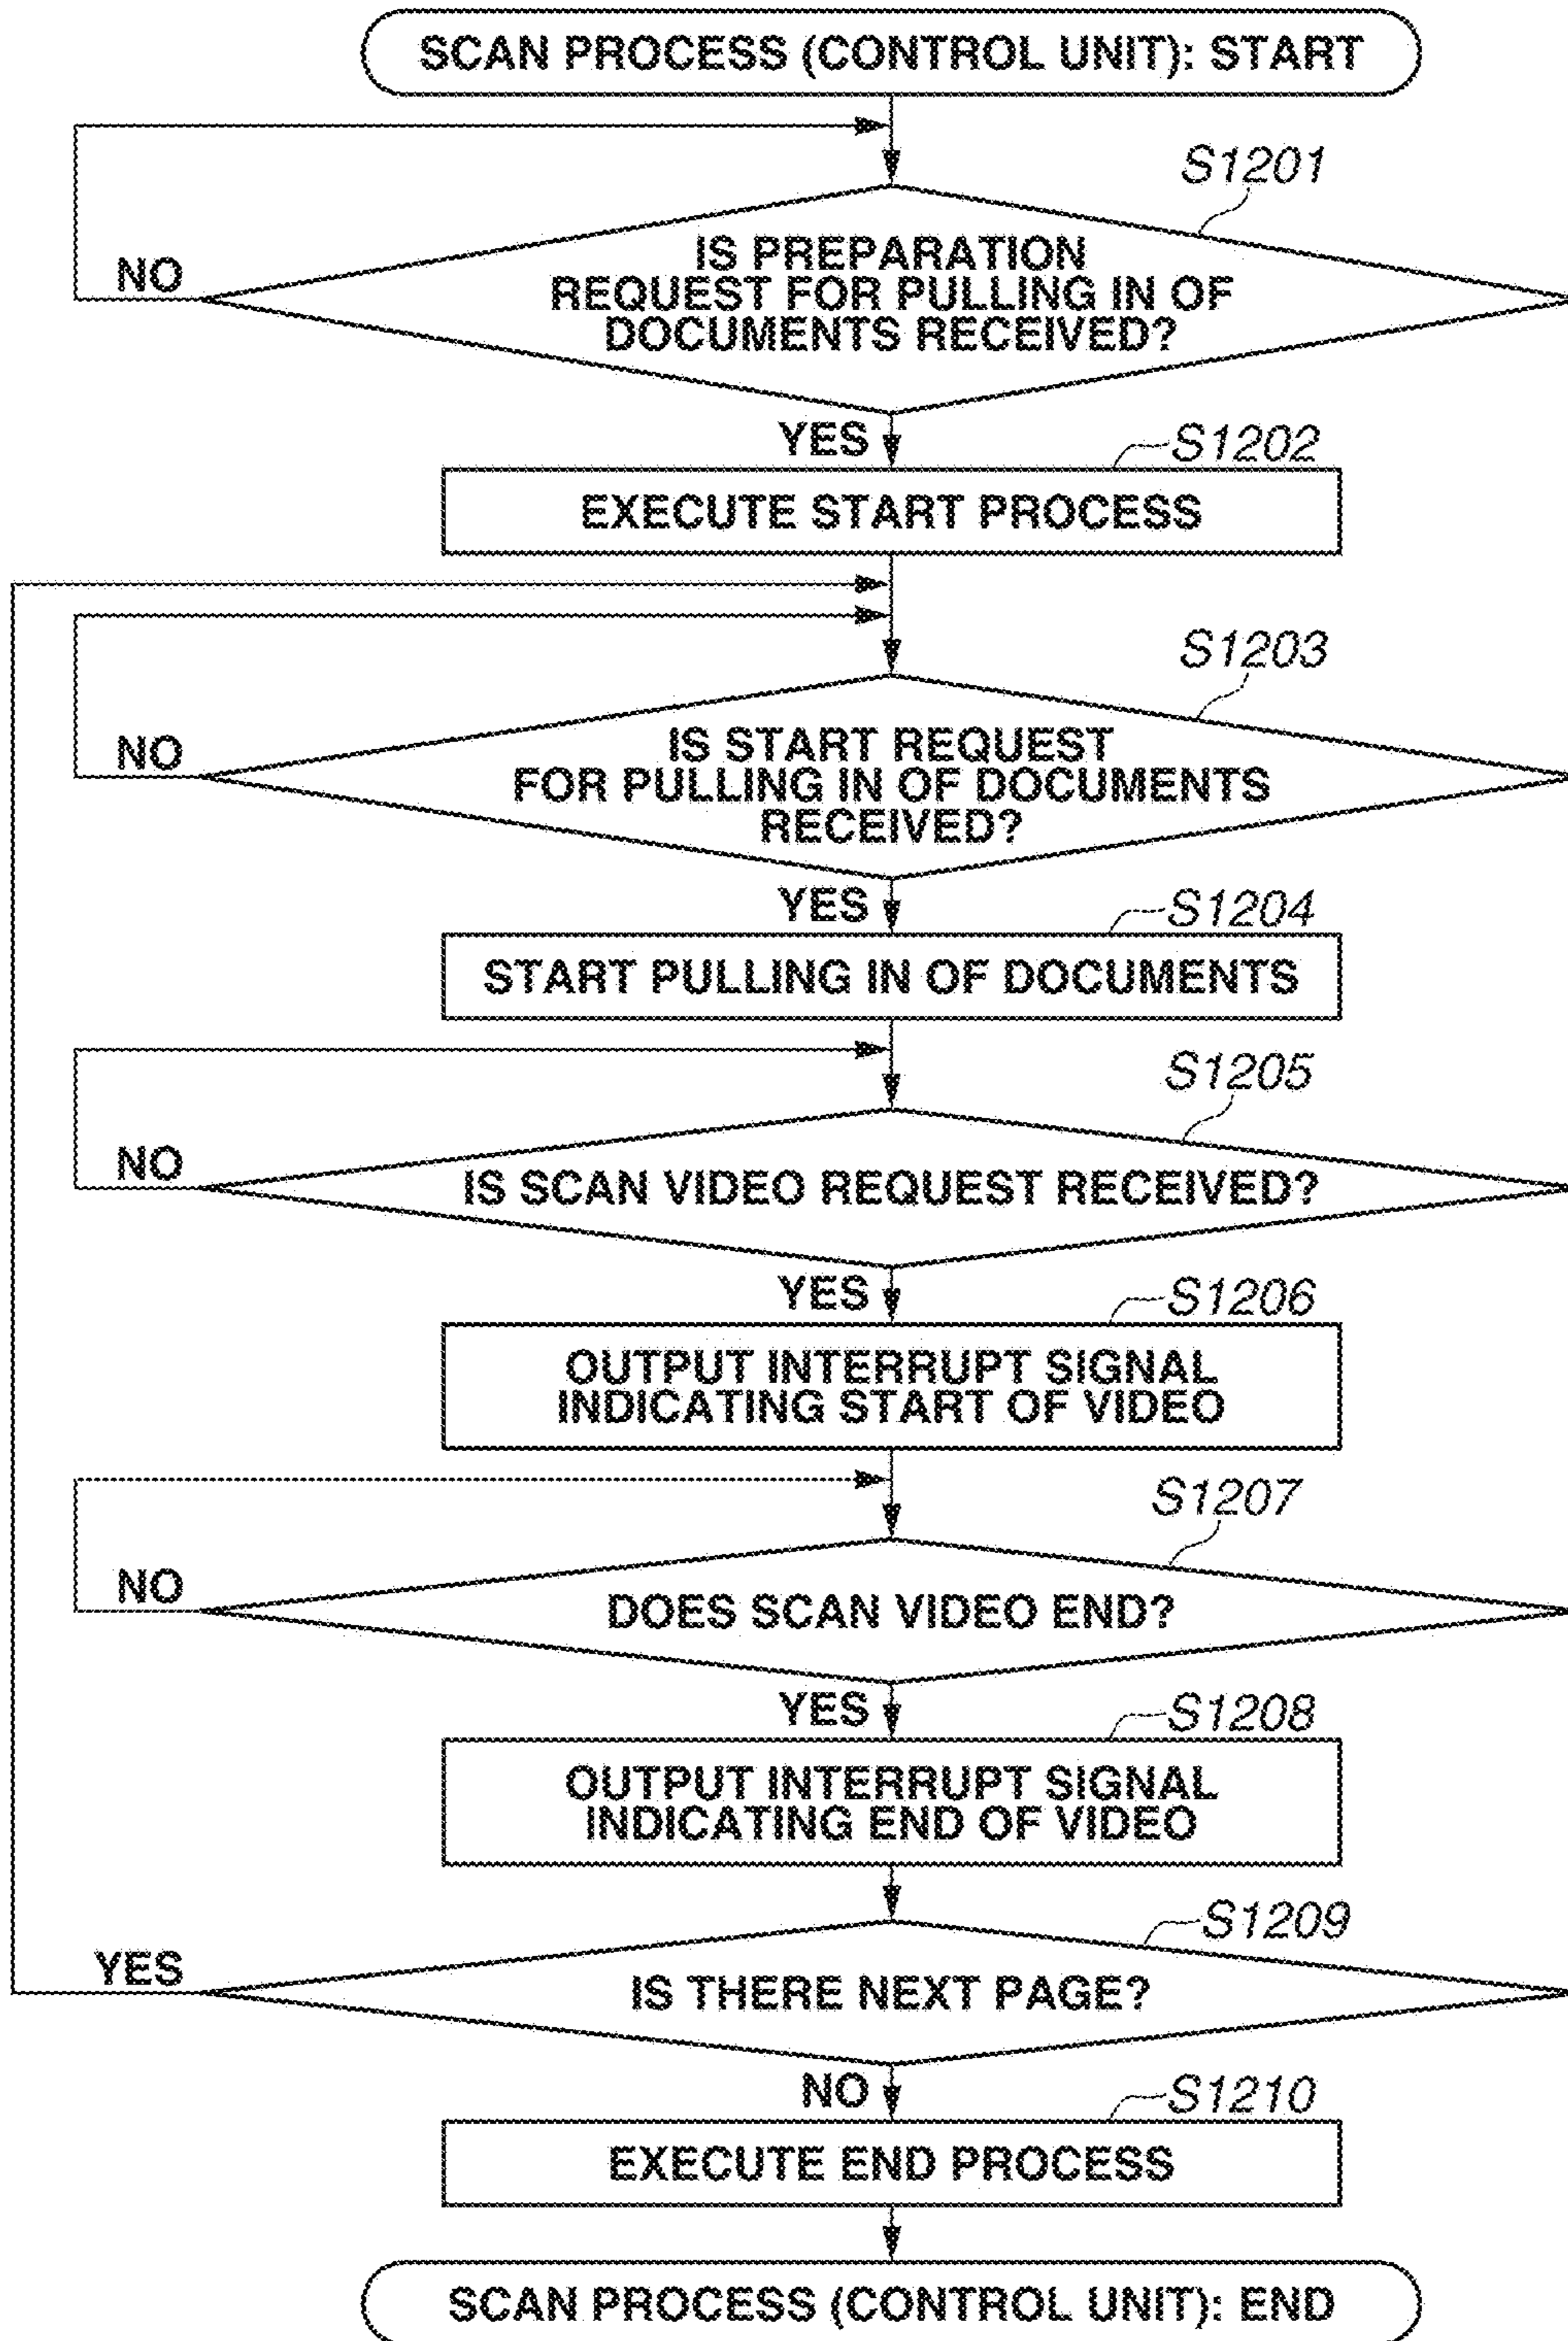 SCAN PROCESS (CONTROL UNIT): START
S1201
IS PREPARATION
REQUEST FOR PULLING IN OF
DOCUMENTS RECEIVED?
NO
YES
S1202
EXECUTE START PROCESS
S1203
IS START REQUEST
FOR PULLING IN OF DOCUMENTS
RECEIVED?
NO
YES
S1204
START PULLING IN OF DOCUMENTS
S1205
NO
IS SCAN VIDEO REQUEST RECEIVED?
YES
S1206
OUTPUT INTERRUPT SIGNAL
INDICATING START OF VIDEO
S1207
NO
DOES SCAN VIDEO END?
YES
S1208
OUTPUT INTERRUPT SIGNAL
INDICATING END OF VIDEO
S1209
YES
IS THERE NEXT PAGE?
NO
S1210
EXECUTE END PROCESS
SCAN PROCESS (CONTROL UNIT): END